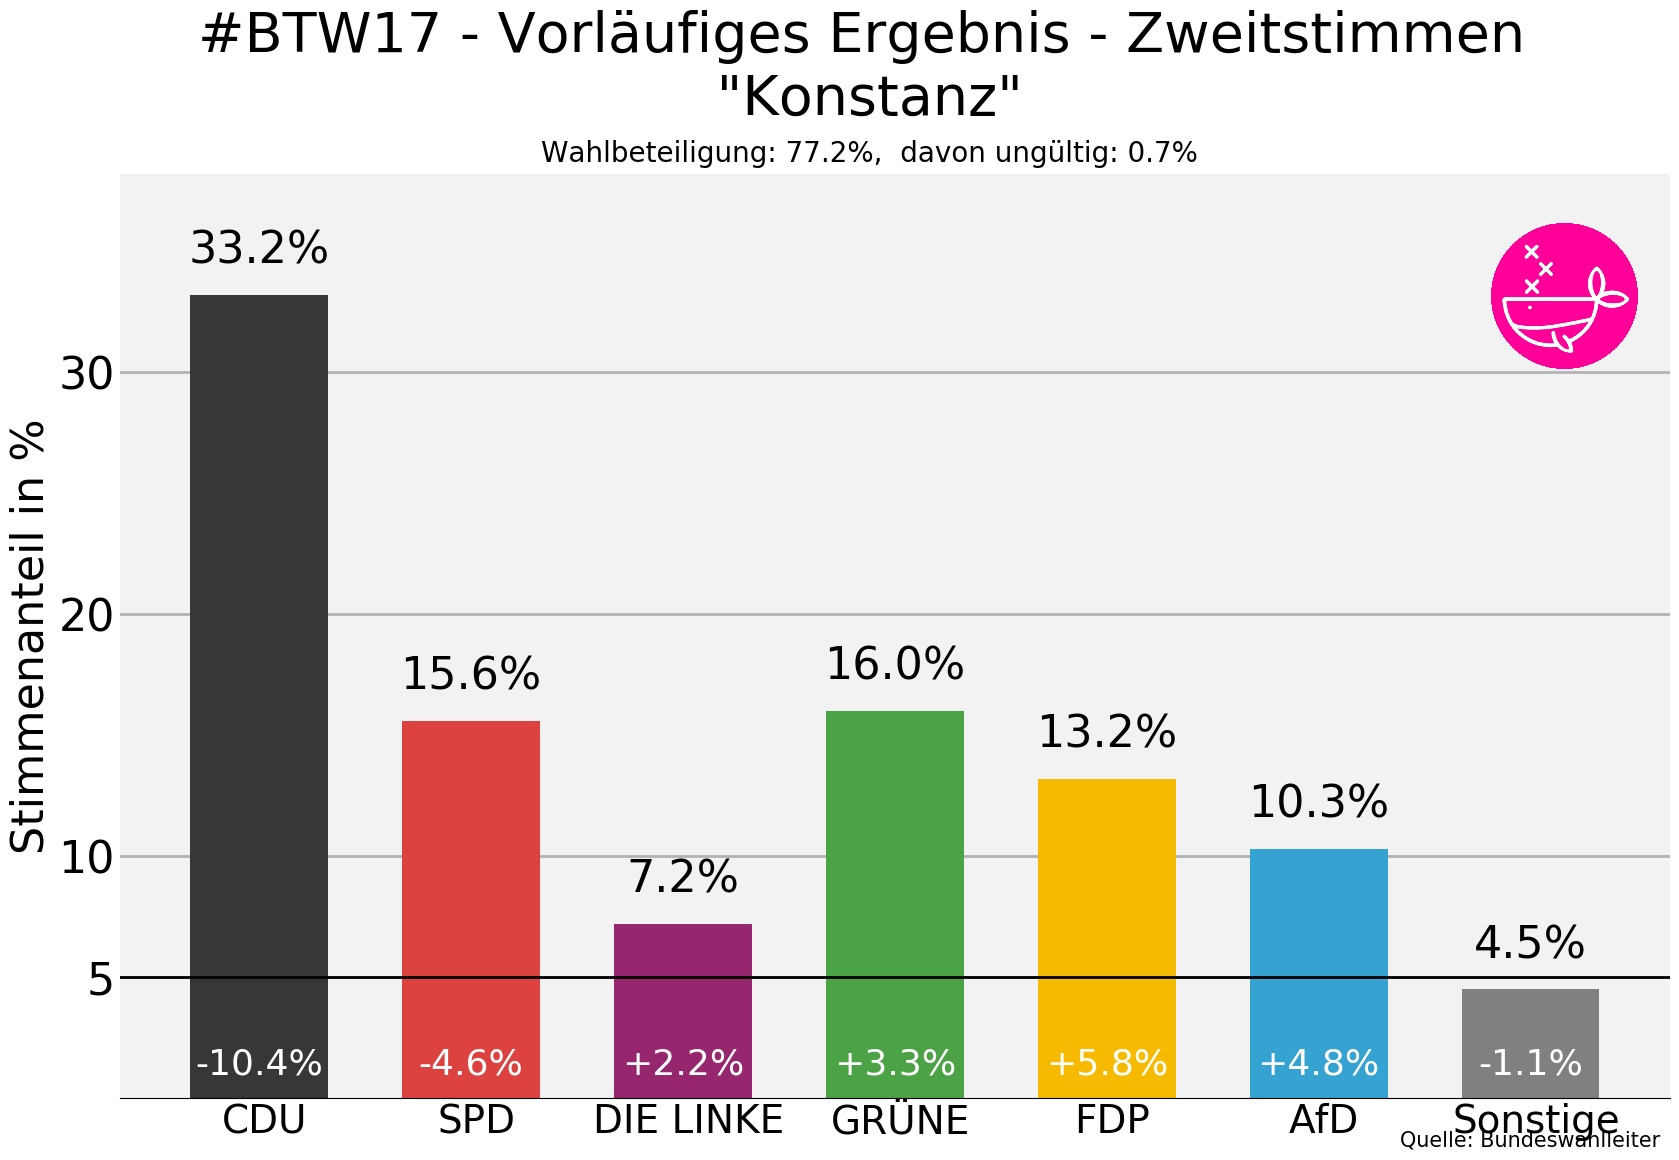 #BTW17 - Vorläufiges Ergebnis - Zweitstimmen
"Konstanz"
Wahlbeteiligung: 77.2%,  davon ungültig: 0.7%
Stimmenanteil in %
30
20
10
5
33.2%
15.6%
7.2%
16.0%
13.2%
10.3%
4.5%
-10.4%
-4.6%
+2.2%
+3.3%
+5.8%
+4.8%
-1.1%
CDU
SPD
DIE LINKE
GRÜNE
FDP
AfD
Sonstige
Quelle: Bundeswahlleiter